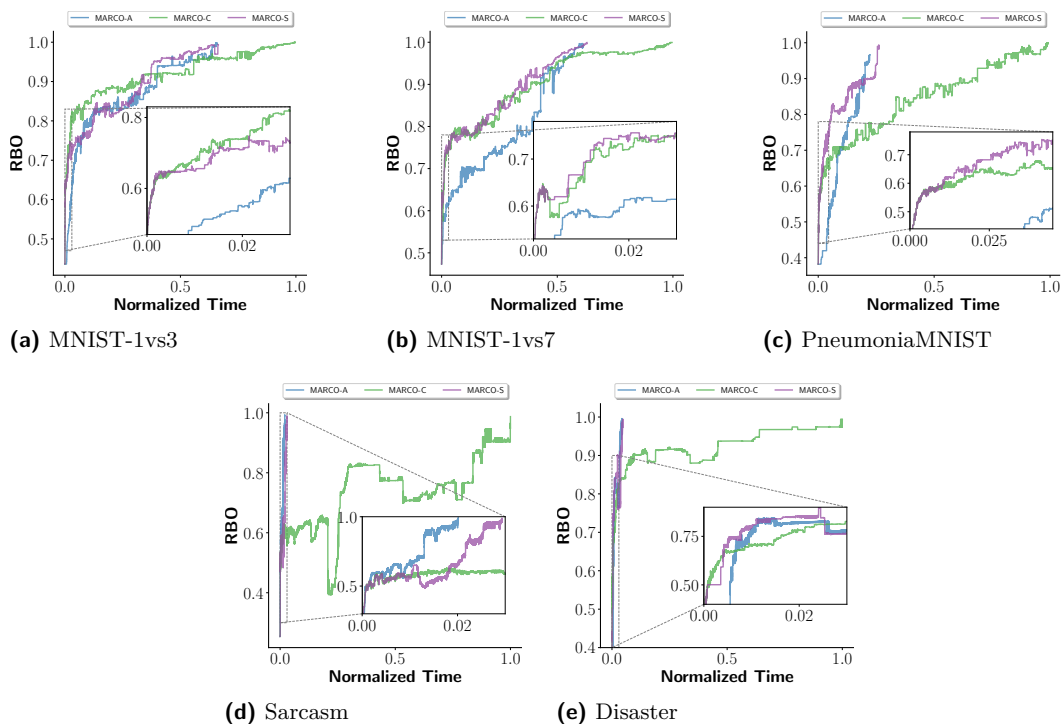 MARCO-A MARCO-C MARCO-S
RBO
1.0
0.9
0.8
0.7
0.6
0.5
0.8
0.6
0.00 0.02
0.0 0.5 1.0
Normalized Time
(a) MNIST-1vs3
MARCO-A MARCO-C MARCO-S
RBO
1.0
0.9
0.8
0.7
0.6
0.5
0.7
0.6
0.00 0.02
0.0 0.5 1.0
Normalized Time
(b) MNIST-1vs7
MARCO-A MARCO-C MARCO-S
RBO
1.0
0.9
0.8
0.7
0.6
0.5
0.4
0.7
0.6
0.5
0.000 0.025
0.0 0.5 1.0
Normalized Time
(c) PneumoniaMNIST
MARCO-A MARCO-C MARCO-S
RBO
1.0
0.8
0.6
0.4
1.0
0.5
0.00 0.02
0.0 0.5 1.0
Normalized Time
(d) Sarcasm
MARCO-A MARCO-C MARCO-S
RBO
1.0
0.9
0.8
0.7
0.6
0.5
0.4
0.75
0.50
0.00 0.02
0.0 0.5 1.0
Normalized Time
(e) Disaster